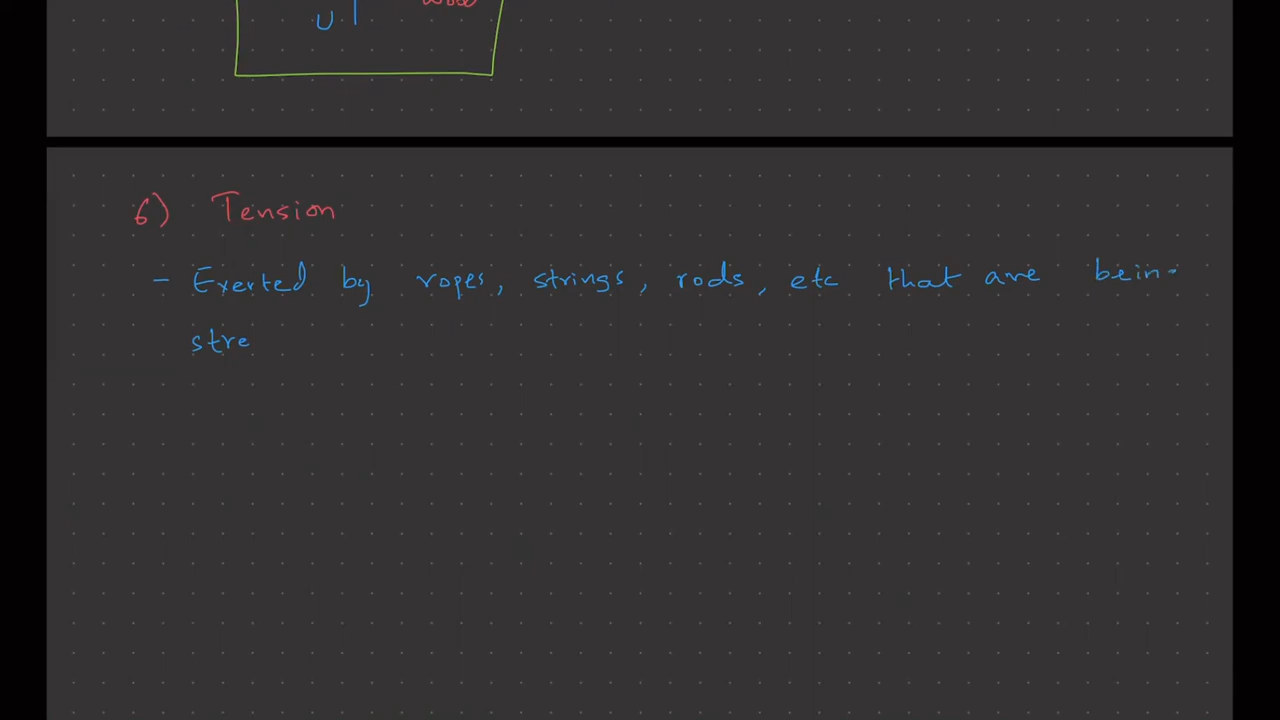 6) Tension
- Exerted by ropes, strings, rods, etc that are bein
stre